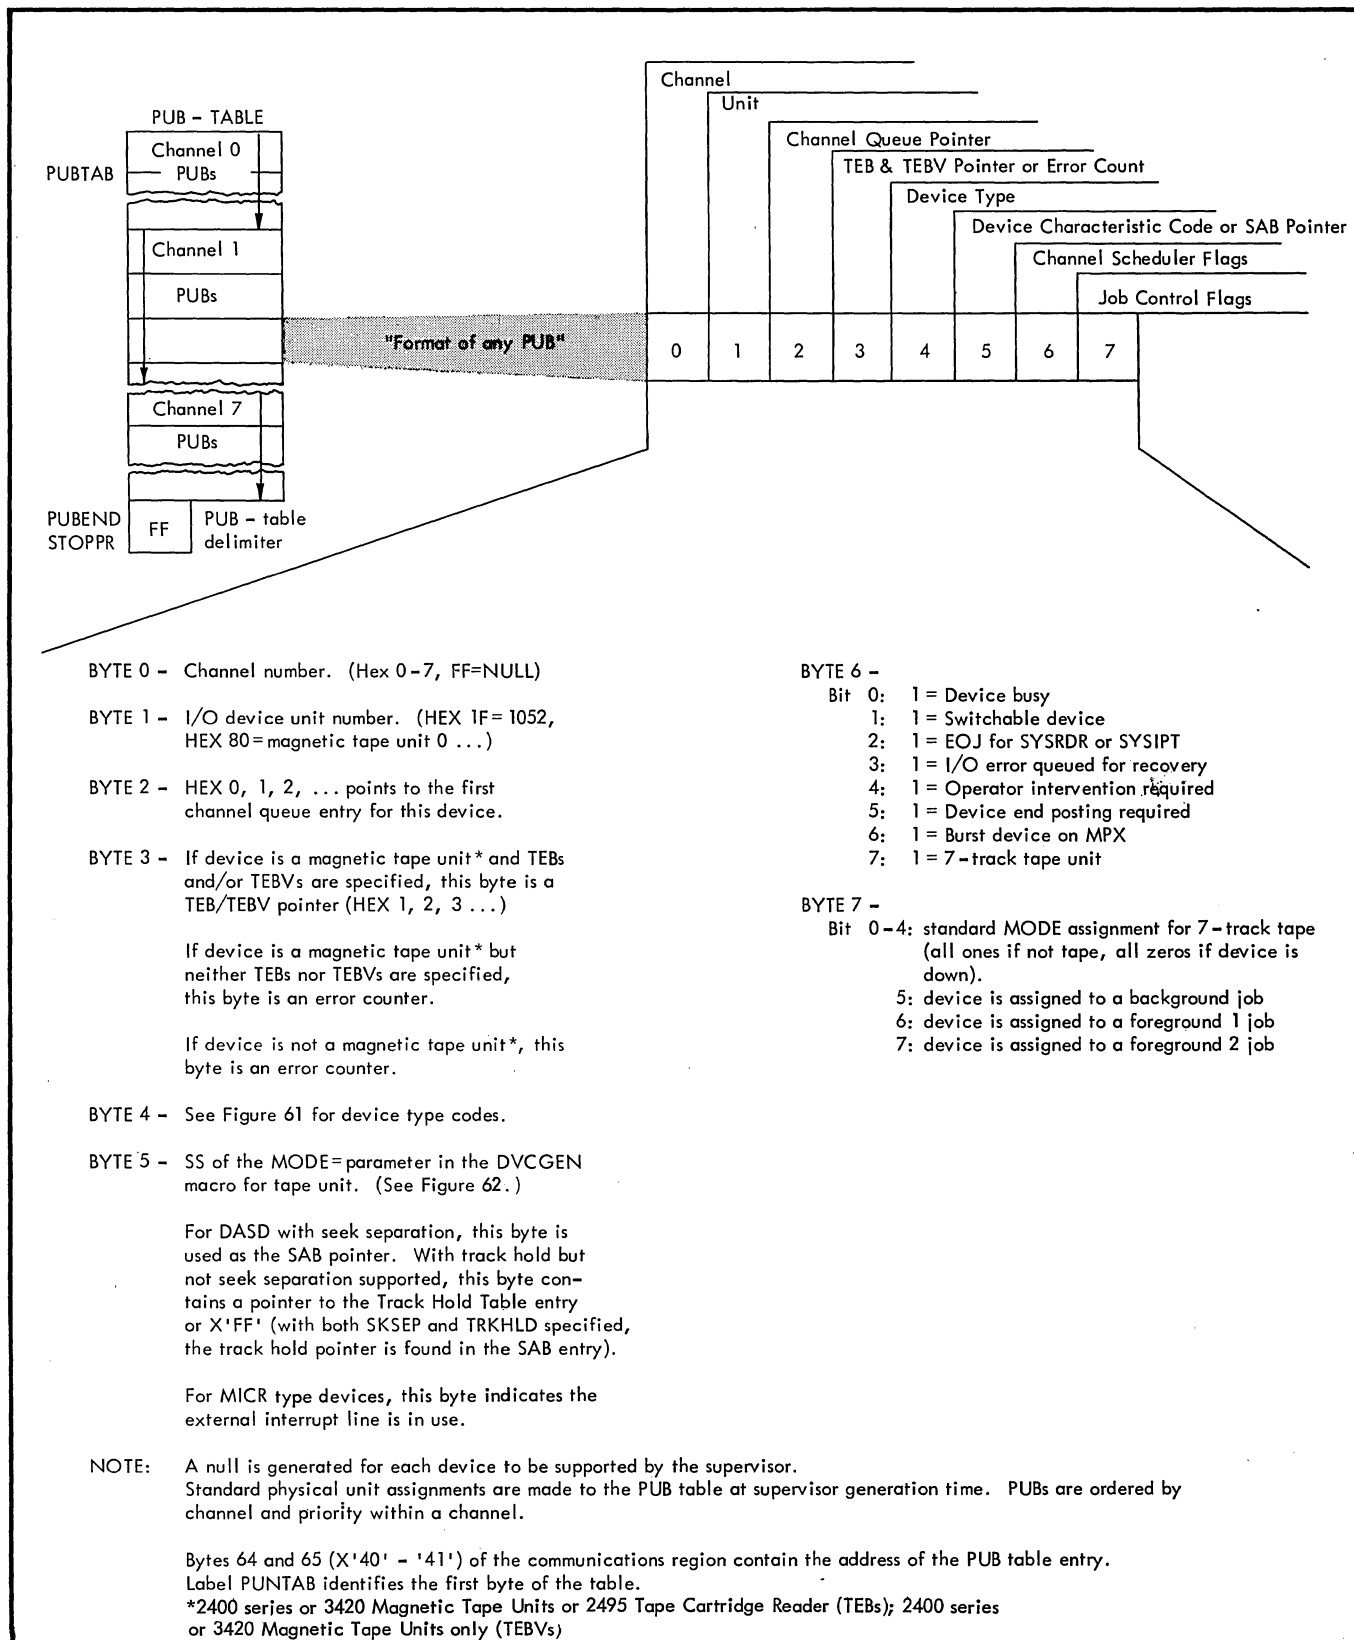 PUB - TABLE
Channel 0
PUBTAB
PUBs
Channel 1
PUBs
Channel 7
PUBs
PUBEND
STOPPR
FF
PUB - table
delimiter
"Format of any PUB"
Channel
Unit
Channel Queue Pointer
TEB & TEBV Pointer or Error Count
Device Type
Device Characteristic Code or SAB Pointer
Channel Scheduler Flags
Job Control Flags
0 1 2 3 4 5 6 7
BYTE 0 - Channel number. (Hex 0-7, FF=NULL)
BYTE 1 - I/O device unit number. (HEX 1F= 1052,
HEX 80=magnetic tape unit 0 ...)
BYTE 2 - HEX 0, 1, 2, ... points to the first
channel queue entry for this device.
BYTE 3 - If device is a magnetic tape unit* and TEBs
and/or TEBVs are specified, this byte is a
TEB/TEBV pointer (HEX 1, 2, 3 ...)
If device is a magnetic tape unit* but
neither TEBs nor TEBVs are specified,
this byte is an error counter.
If device is not a magnetic tape unit*, this
byte is an error counter.
BYTE 4 - See Figure 61 for device type codes.
BYTE 5 - SS of the MODE=parameter in the DVCGEN
macro for tape unit. (See Figure 62.)
For DASD with seek separation, this byte is
used as the SAB pointer. With track hold but
not seek separation supported, this byte con-
tains a pointer to the Track Hold Table entry
or X'FF' (with both SKSEP and TRKHLD specified,
the track hold pointer is found in the SAB entry).
For MICR type devices, this byte indicates the
external interrupt line is in use.
BYTE 6 -
Bit 0: 1 = Device busy
1: 1 = Switchable device
2: 1 = EOJ for SYSRDR or SYSIPT
3: 1 = I/O error queued for recovery
4: 1 = Operator intervention required
5: 1 = Device end posting required
6: 1 = Burst device on MPX
7: 1 = 7-track tape unit
BYTE 7 -
Bit 0-4: standard MODE assignment for 7-track tape
(all ones if not tape, all zeros if device is
down).
5: device is assigned to a background job
6: device is assigned to a foreground 1 job
7: device is assigned to a foreground 2 job
NOTE: A null is generated for each device to be supported by the supervisor.
Standard physical unit assignments are made to the PUB table at supervisor generation time. PUBs are ordered by
channel and priority within a channel.
Bytes 64 and 65 (X'40' - '41') of the communications region contain the address of the PUB table entry.
Label PUNTAB identifies the first byte of the table.
*2400 series or 3420 Magnetic Tape Units or 2495 Tape Cartridge Reader (TEBs); 2400 series
or 3420 Magnetic Tape Units only (TEBVs)